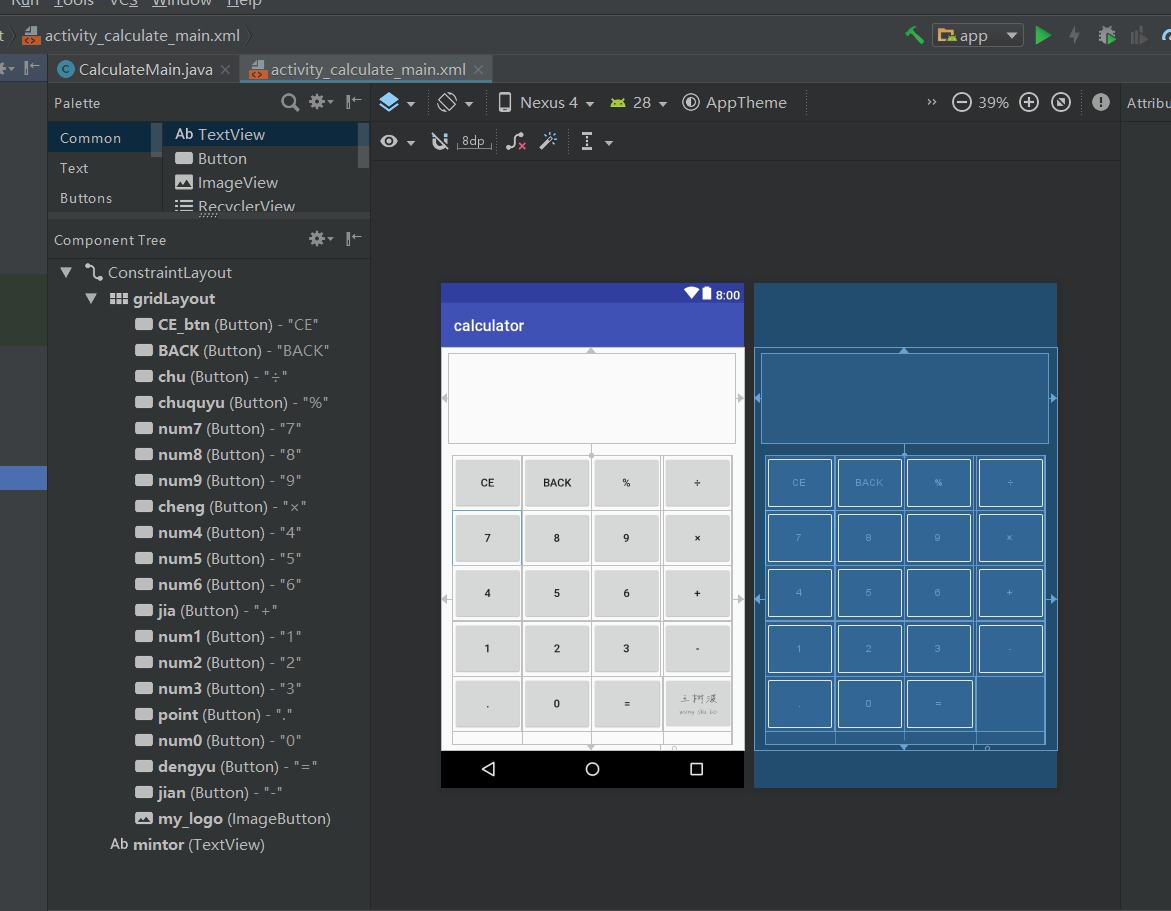 Run Tools VCS Window Help
t activity_calculate_main.xml
app
CalculateMain.java
activity_calculate_main.xml
Palette
Nexus 4
28
AppTheme
39%
Attribu
Common
Text
Buttons
Ab TextView
Button
ImageView
RecyclerView
8dp
Component Tree
ConstraintLayout
gridLayout
CE_btn (Button) - "CE"
BACK (Button) - "BACK"
chu (Button) - "÷"
chuquyu (Button) - "%"
num7 (Button) - "7"
num8 (Button) - "8"
num9 (Button) - "9"
cheng (Button) - "×"
num4 (Button) - "4"
num5 (Button) - "5"
num6 (Button) - "6"
jia (Button) - "+"
num1 (Button) - "1"
num2 (Button) - "2"
num3 (Button) - "3"
point (Button) - "."
num0 (Button) - "0"
dengyu (Button) - "="
jian (Button) - "-"
my_logo (ImageButton)
Ab mintor (TextView)
8:00
calculator
CE BACK % ÷
7 8 9 ×
4 5 6 +
1 2 3 -
. 0 =
CE BACK % ÷
7 8 9 ×
4 5 6 +
1 2 3 -
. 0 =